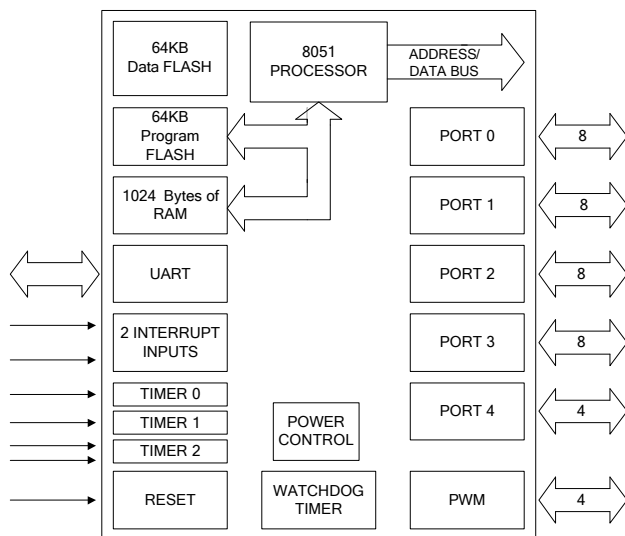 64KB
Data FLASH
8051
PROCESSOR
ADDRESS/
DATA BUS
64KB
Program
FLASH
PORT 0
8
1024 Bytes of
RAM
PORT 1
8
UART
PORT 2
8
2 INTERRUPT
INPUTS
PORT 3
8
TIMER 0
TIMER 1
TIMER 2
POWER
CONTROL
PORT 4
4
RESET
WATCHDOG
TIMER
PWM
4